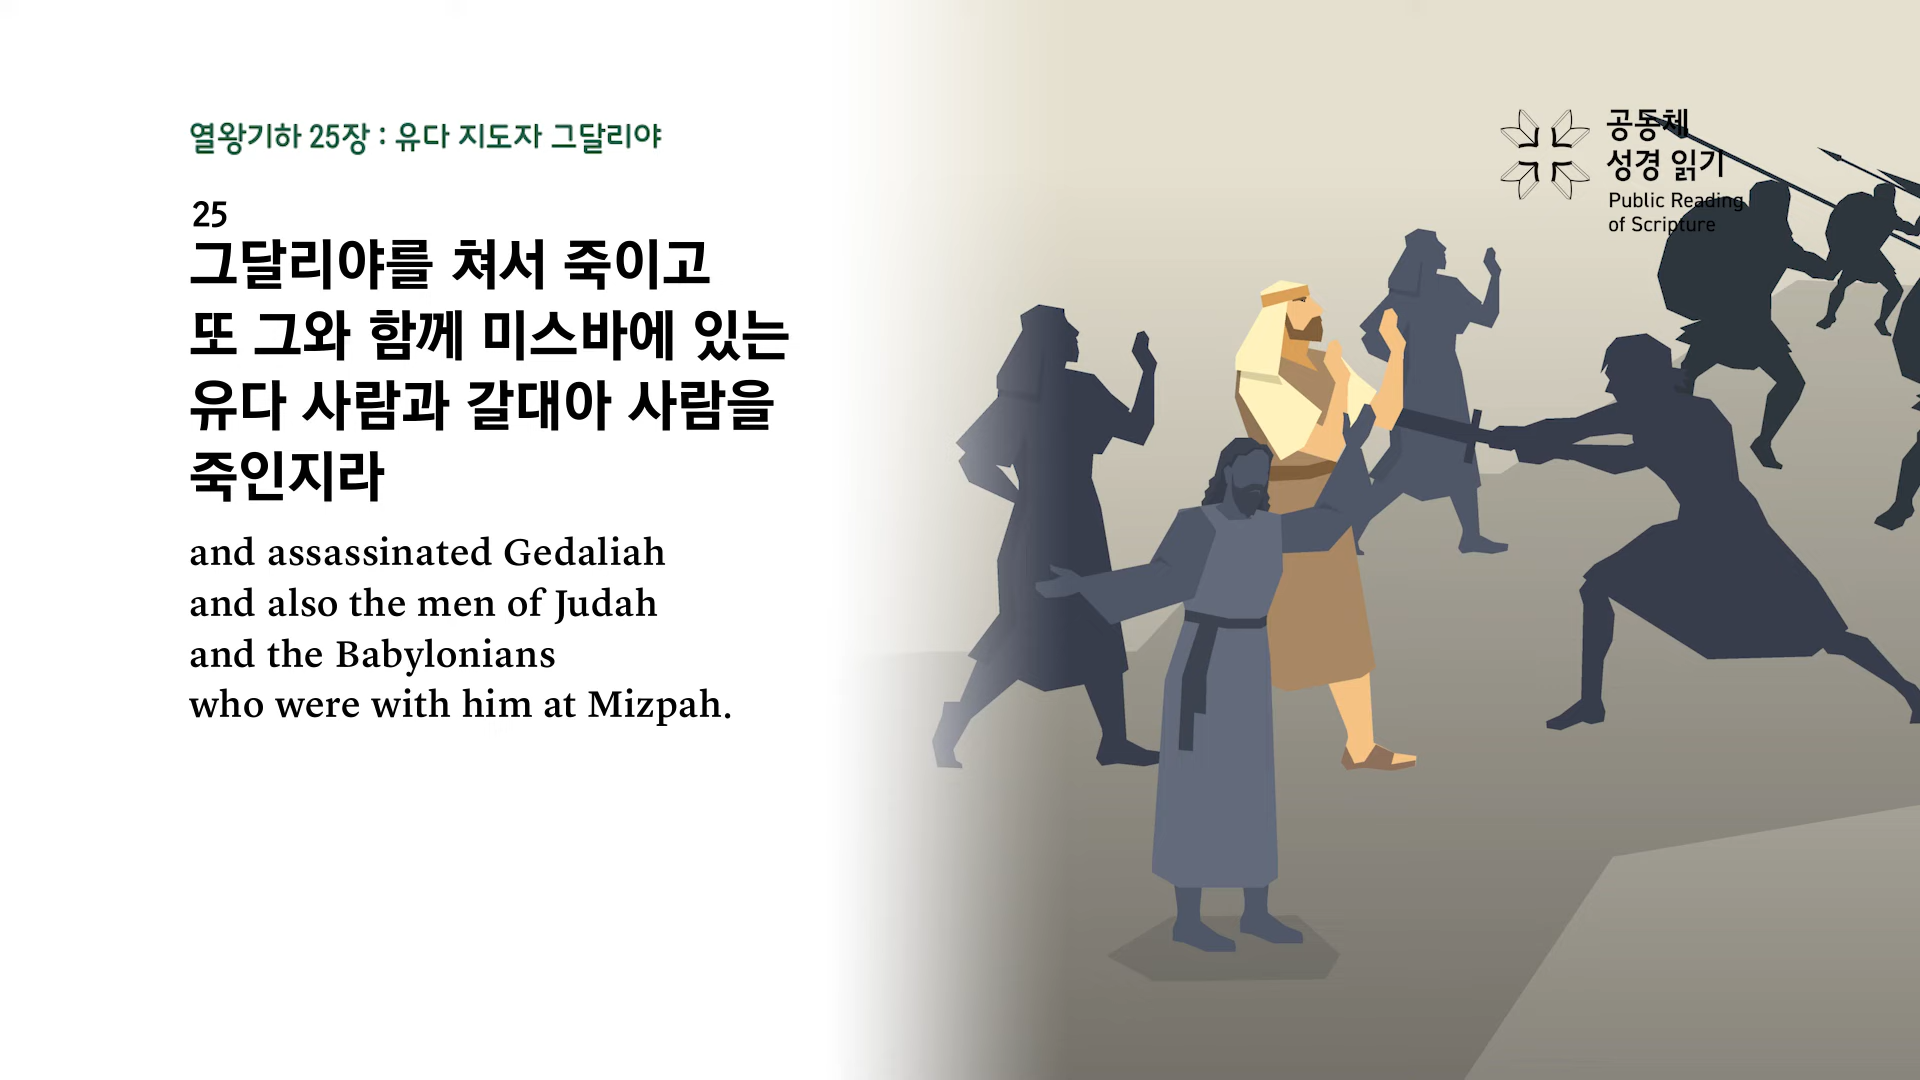 열왕기하 25장 : 유다 지도자 그달리야
25
그달리야를 쳐서 죽이고
또 그와 함께 미스바에 있는
유다 사람과 갈대아 사람을
죽인지라
and assassinated Gedaliah
and also the men of Judah
and the Babylonians
who were with him at Mizpah.
공동체
성경 읽기
Public Reading
of Scripture